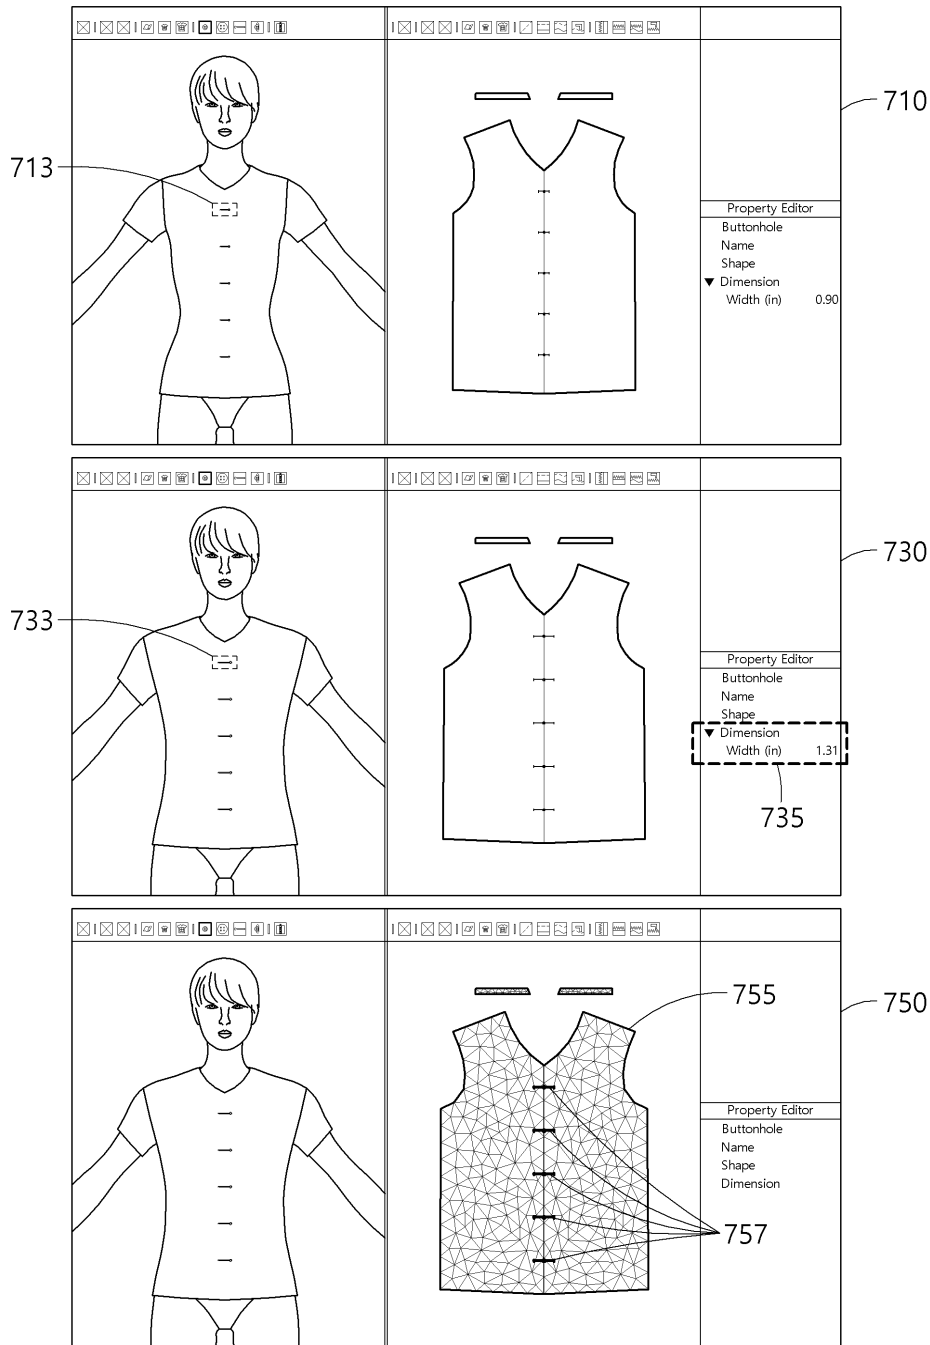 710
713
Property Editor
Buttonhole
Name
Shape
▼ Dimension
Width (in) 0.90
730
733
Property Editor
Buttonhole
Name
Shape
▼ Dimension
Width (in) 1.31
735
755
750
Property Editor
Buttonhole
Name
Shape
Dimension
757